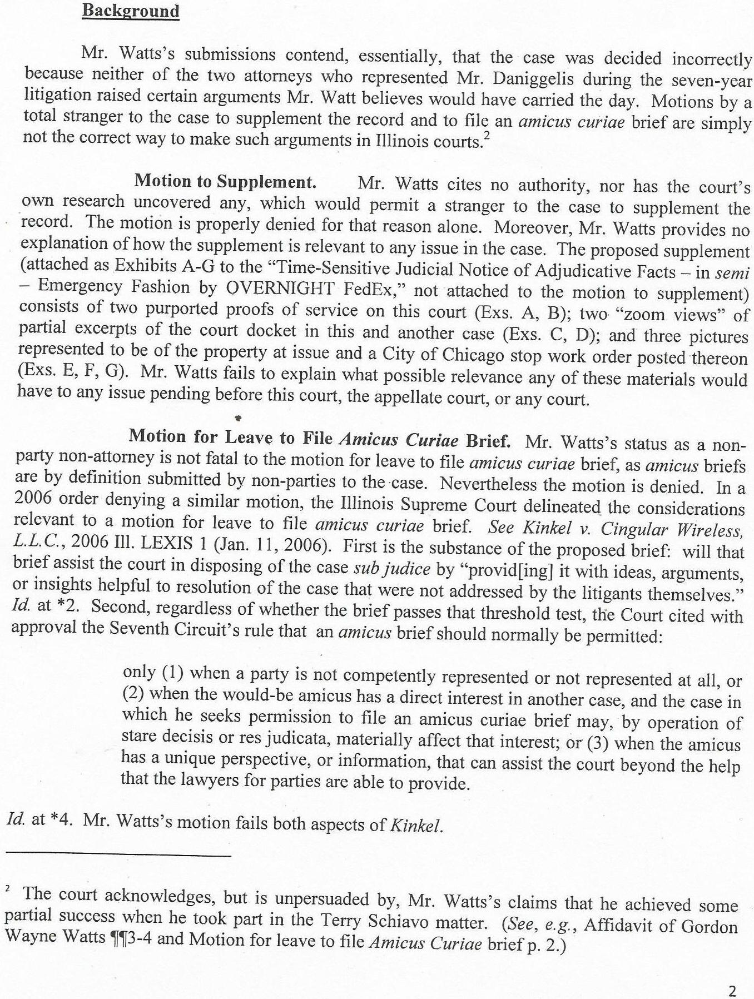 Background
Mr. Watts's submissions contend, essentially, that the case was decided incorrectly
because neither of the two attorneys who represented Mr. Daniggelis during the seven-year
litigation raised certain arguments Mr. Watt believes would have carried the day. Motions by a
total stranger to the case to supplement the record and to file an amicus curiae brief are simply
not the correct way to make such arguments in Illinois courts.2
Motion to Supplement. Mr. Watts cites no authority, nor has the court's
own research uncovered any, which would permit a stranger to the case to supplement the
record. The motion is properly denied for that reason alone. Moreover, Mr. Watts provides no
explanation of how the supplement is relevant to any issue in the case. The proposed supplement
(attached as Exhibits A-G to the “Time-Sensitive Judicial Notice of Adjudicative Facts – in semi
– Emergency Fashion by OVERNIGHT FedEx,” not attached to the motion to supplement)
consists of two purported proofs of service on this court (Exs. A, B); two “zoom views” of
partial excerpts of the court docket in this and another case (Exs. C, D); and three pictures
represented to be of the property at issue and a City of Chicago stop work order posted thereon
(Exs. E, F, G). Mr. Watts fails to explain what possible relevance any of these materials would
have to any issue pending before this court, the appellate court, or any court.
Motion for Leave to File Amicus Curiae Brief. Mr. Watts's status as a non-
party non-attorney is not fatal to the motion for leave to file amicus curiae brief, as amicus briefs
are by definition submitted by non-parties to the case. Nevertheless the motion is denied. In a
2006 order denying a similar motion, the Illinois Supreme Court delineated the considerations
relevant to a motion for leave to file amicus curiae brief. See Kinkel v. Cingular Wireless,
L.L.C., 2006 Ill. LEXIS 1 (Jan. 11, 2006). First is the substance of the proposed brief: will that
brief assist the court in disposing of the case sub judice by “provid[ing] it with ideas, arguments,
or insights helpful to resolution of the case that were not addressed by the litigants themselves.”
Id. at *2. Second, regardless of whether the brief passes that threshold test, the Court cited with
approval the Seventh Circuit's rule that an amicus brief should normally be permitted:
only (1) when a party is not competently represented or not represented at all, or
(2) when the would-be amicus has a direct interest in another case, and the case in
which he seeks permission to file an amicus curiae brief may, by operation of
stare decisis or res judicata, materially affect that interest; or (3) when the amicus
has a unique perspective, or information, that can assist the court beyond the help
that the lawyers for parties are able to provide.
Id. at *4. Mr. Watts's motion fails both aspects of Kinkel.
2 The court acknowledges, but is unpersuaded by, Mr. Watts's claims that he achieved some
partial success when he took part in the Terry Schiavo matter. (See, e.g., Affidavit of Gordon
Wayne Watts ¶¶3-4 and Motion for leave to file Amicus Curiae brief p. 2.)
2